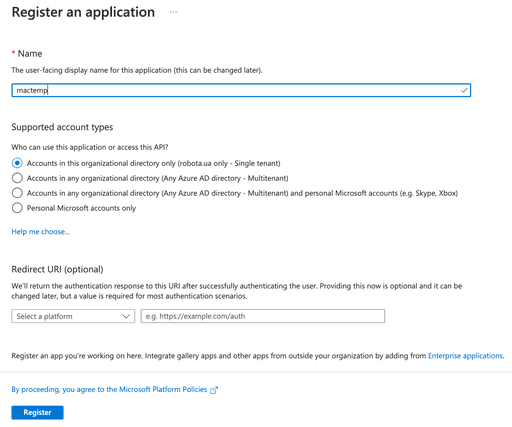 Register an application ...
* Name
The user-facing display name for this application (this can be changed later).
mactemp
Supported account types
Who can use this application or access this API?
Accounts in this organizational directory only (robota.ua only - Single tenant)
Accounts in any organizational directory (Any Azure AD directory - Multitenant)
Accounts in any organizational directory (Any Azure AD directory - Multitenant) and personal Microsoft accounts (e.g. Skype, Xbox)
Personal Microsoft accounts only
Help me choose...
Redirect URI (optional)
We'll return the authentication response to this URI after successfully authenticating the user. Providing this now is optional and it can be
changed later, but a value is required for most authentication scenarios.
Select a platform e.g. https://example.com/auth
Register an app you're working on here. Integrate gallery apps and other apps from outside your organization by adding from Enterprise applications.
By proceeding, you agree to the Microsoft Platform Policies
Register